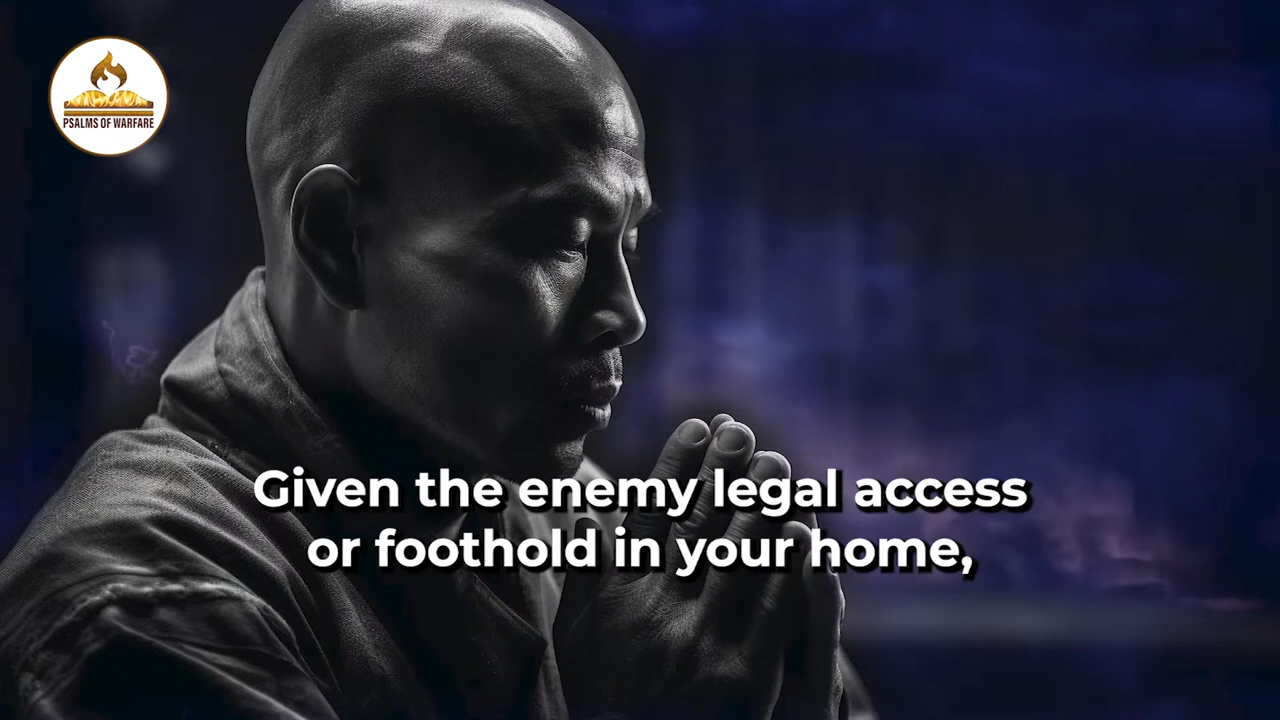 PSALMS OF WARFARE
Given the enemy legal access
or foothold in your home,